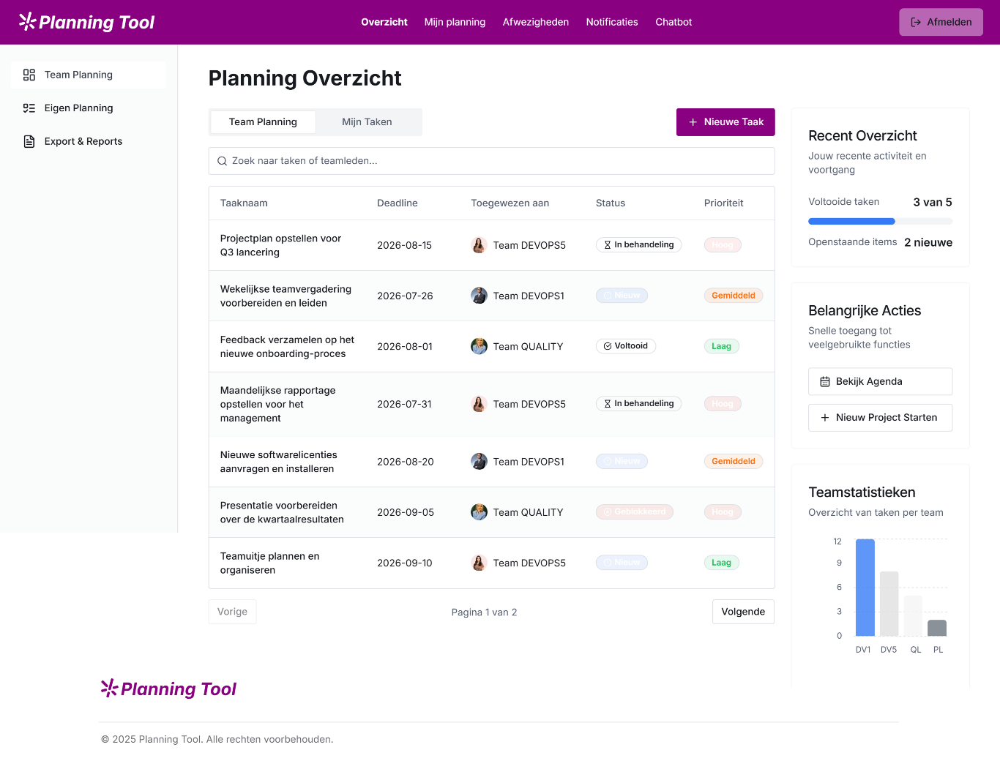 Planning Tool
Overzicht
Mijn planning
Afwezigheden
Notificaties
Chatbot
Afmelden
Team Planning
Eigen Planning
Export & Reports
Planning Overzicht
Team Planning
Mijn Taken
+ Nieuwe Taak
Zoek naar taken of teamleden...
Taaknaam
Deadline
Toegewezen aan
Status
Prioriteit
Projectplan opstellen voor
Q3 lancering
2026-08-15
Team DEVOPS5
In behandeling
Hoog
Wekelijkse teamvergadering
voorbereiden en leiden
2026-07-26
Team DEVOPS1
Nieuw
Gemiddeld
Feedback verzamelen op het
nieuwe onboarding-proces
2026-08-01
Team QUALITY
Voltooid
Laag
Maandelijkse rapportage
opstellen voor het
management
2026-07-31
Team DEVOPS5
In behandeling
Hoog
Nieuwe softwarelicenties
aanvragen en installeren
2026-08-20
Team DEVOPS1
Nieuw
Gemiddeld
Presentatie voorbereiden
over de kwartaalresultaten
2026-09-05
Team QUALITY
Geblokkeerd
Hoog
Teamuitje plannen en
organiseren
2026-09-10
Team DEVOPS5
Nieuw
Laag
Vorige
Pagina 1 van 2
Volgende
Recent Overzicht
Jouw recente activiteit en
voortgang
Voltooide taken
3 van 5
Openstaande items
2 nieuwe
Belangrijke Acties
Snelle toegang tot
veelgebruikte functies
Bekijk Agenda
+ Nieuw Project Starten
Teamstatistieken
Overzicht van taken per team
12
9
6
3
0
DV1
DV5
QL
PL
Planning Tool
© 2025 Planning Tool. Alle rechten voorbehouden.